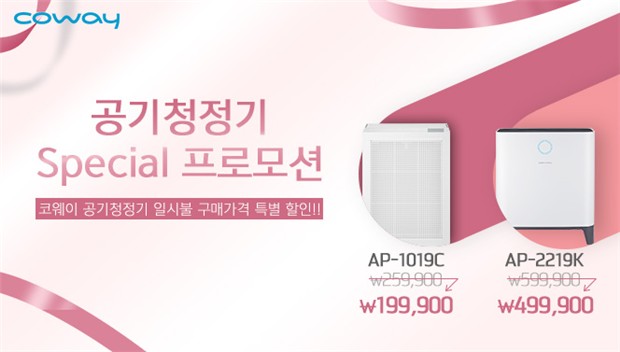 coway
공기청정기
Special 프로모션
코웨이 공기청정기 일시불 구매가격 특별 할인!!
AP-1019C
₩259,900
₩199,900
AP-2219K
₩599,900
₩499,900